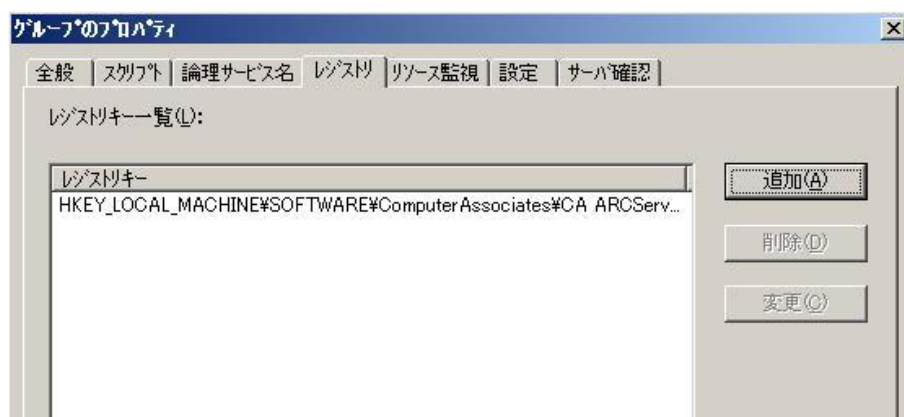 グループのプロパティ
全般 スクリプト 論理サービス名 レジストリ リソース監視 設定 サーバ確認
レジストリキー一覧(L):
レジストリキー
追加(A)
HKEY_LOCAL_MACHINE¥SOFTWARE¥ComputerAssociates¥CA ARCServ...
削除(D)
変更(C)